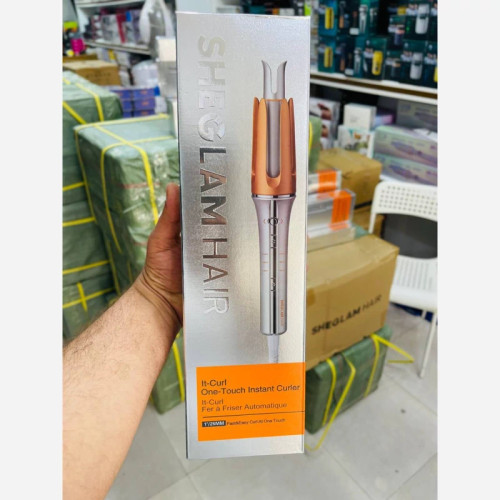 SHEGLAM HAIR
It-Curl
One-Touch Instant Curler
It-Curl
Fer à Friser Automatique
SHEGLAM HAIR